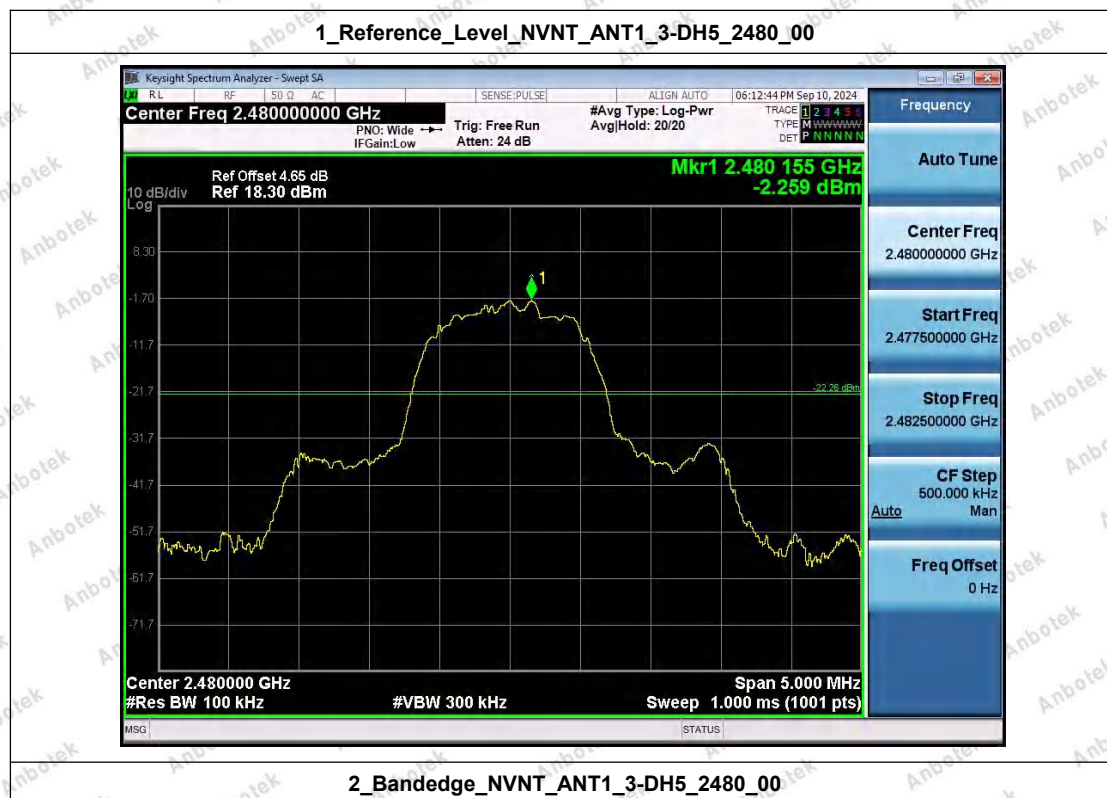 1_Reference_Level_NVNT_ANT1_3-DH5_2480_00
Keysight Spectrum Analyzer - Swept SA
LXI RL RF 50 Ω AC SENSE:PULSE ALIGN AUTO 06:12:44 PM Sep 10, 2024
Center Freq 2.480000000 GHz
PNO: Wide
IFGain:Low
Trig: Free Run
Atten: 24 dB
#Avg Type: Log-Pwr
Avg|Hold: 20/20
TRACE 1 2 3 4 5 6
TYPE M WWWWW
DET P N N N N N
Mkr1 2.480 155 GHz
-2.259 dBm
Ref Offset 4.65 dB
10 dB/div Ref 18.30 dBm
Log
1
8.30
-1.70
-11.7
-21.7
-22.26 dBm
-31.7
-41.7
-51.7
-61.7
-71.7
Center 2.480000 GHz Span 5.000 MHz
#Res BW 100 kHz #VBW 300 kHz Sweep 1.000 ms (1001 pts)
MSG STATUS
Frequency
Auto Tune
Center Freq
2.480000000 GHz
Start Freq
2.477500000 GHz
Stop Freq
2.482500000 GHz
CF Step
500.000 kHz
Auto Man
Freq Offset
0 Hz
2_Bandedge_NVNT_ANT1_3-DH5_2480_00
Anbotek